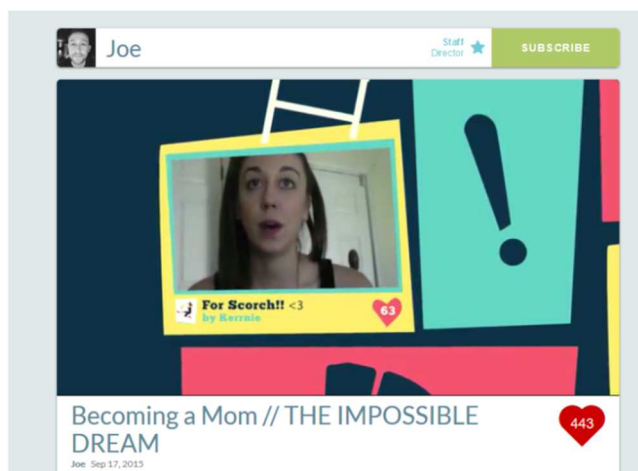 Joe
Staff
Director
SUBSCRIBE
!
For Scorch!! <3
by Kerrnie
63
Becoming a Mom // THE IMPOSSIBLE
DREAM
443
Joe Sep 17, 2015